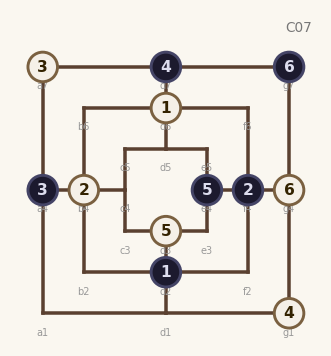 C07
3 4 6
a7 d7 g7
1
b6 d6 f6
c5 d5 e5
3 2 5 2 6
a4 b4 c4 e4 f4 g4
5
c3 d3 e3
1
b2 d2 f2
4
a1 d1 g1